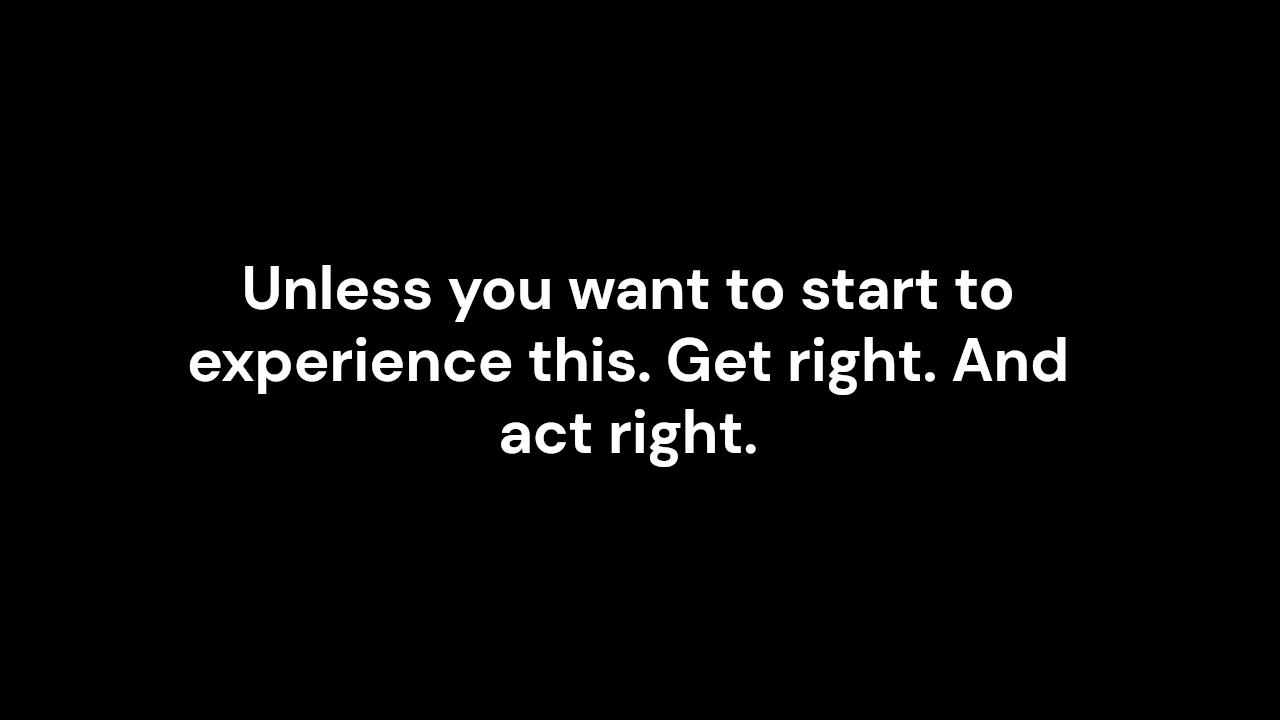 Unless you want to start to
experience this. Get right. And
act right.